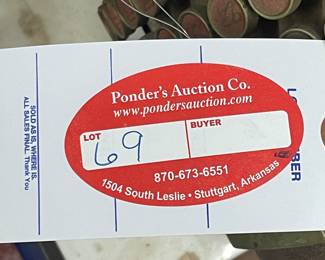 SOLD AS IS, WHERE IS.
ALL SALES FINAL. Thank You
Ponder's Auction Co.
www.pondersauction.com
LOT
69
BUYER
870-673-6551
1504 South Leslie • Stuttgart, Arkansas